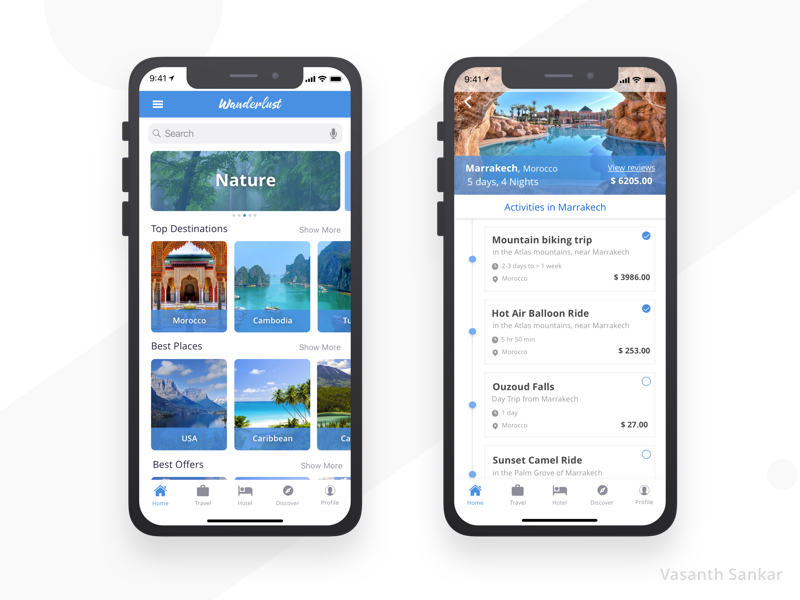 9:41
Wanderlust
Search
Nature
Top Destinations
Show More
Morocco
Cambodia
Tu
Best Places
Show More
USA
Caribbean
Ca
Best Offers
Show More
Home
Travel
Hotel
Discover
Profile
9:41
Marrakech, Morocco
View reviews
5 days, 4 Nights
$ 6205.00
Activities in Marrakech
Mountain biking trip
in the Atlas mountains, near Marrakech
2-3 days to > 1 week
Morocco
$ 3986.00
Hot Air Balloon Ride
in the Atlas mountains, near Marrakech
5 hr 50 min
Morocco
$ 253.00
Ouzoud Falls
Day Trip from Marrakech
1 day
Morocco
$ 27.00
Sunset Camel Ride
in the Palm Grove of Marrakech
Home
Travel
Hotel
Discover
Profile
Vasanth Sankar